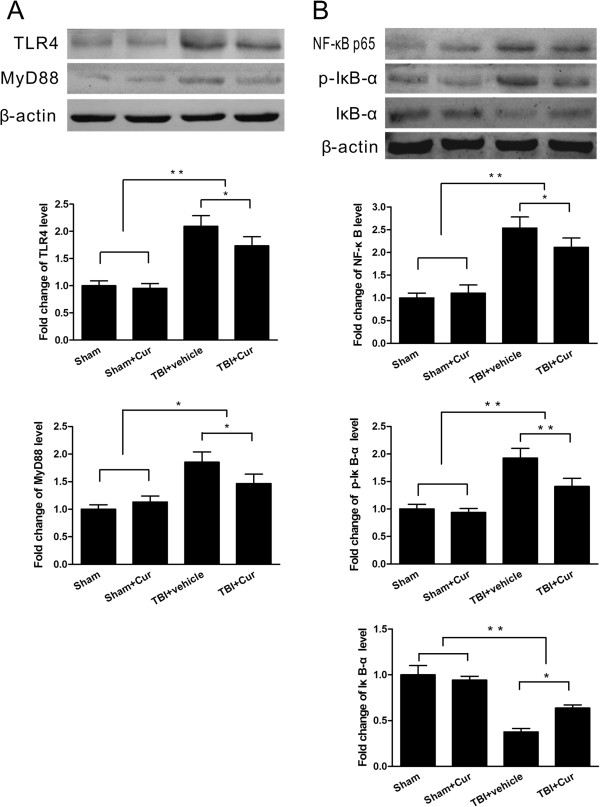 A
TLR4
MyD88
β-actin
* *
*
Fold change of TLR4 level
2.5
2.0
1.5
1.0
0.5
0.0
Sham
Sham+Cur
TBI+vehicle
TBI+Cur
*
*
Fold change of MyD88 level
2.5
2.0
1.5
1.0
0.5
0.0
Sham
Sham+Cur
TBI+vehicle
TBI+Cur
B
NF-κB p65
p-IκB-α
IκB-α
β-actin
* *
*
Fold change of NF-κ B level
3.0
2.5
2.0
1.5
1.0
0.5
0.0
Sham
Sham+Cur
TBI+vehicle
TBI+Cur
* *
* *
Fold change of p-Iκ B-α level
2.5
2.0
1.5
1.0
0.5
0.0
Sham
Sham+Cur
TBI+vehicle
TBI+Cur
* *
*
Fold change of Iκ B-α level
1.5
1.0
0.5
0.0
Sham
Sham+Cur
TBI+vehicle
TBI+Cur